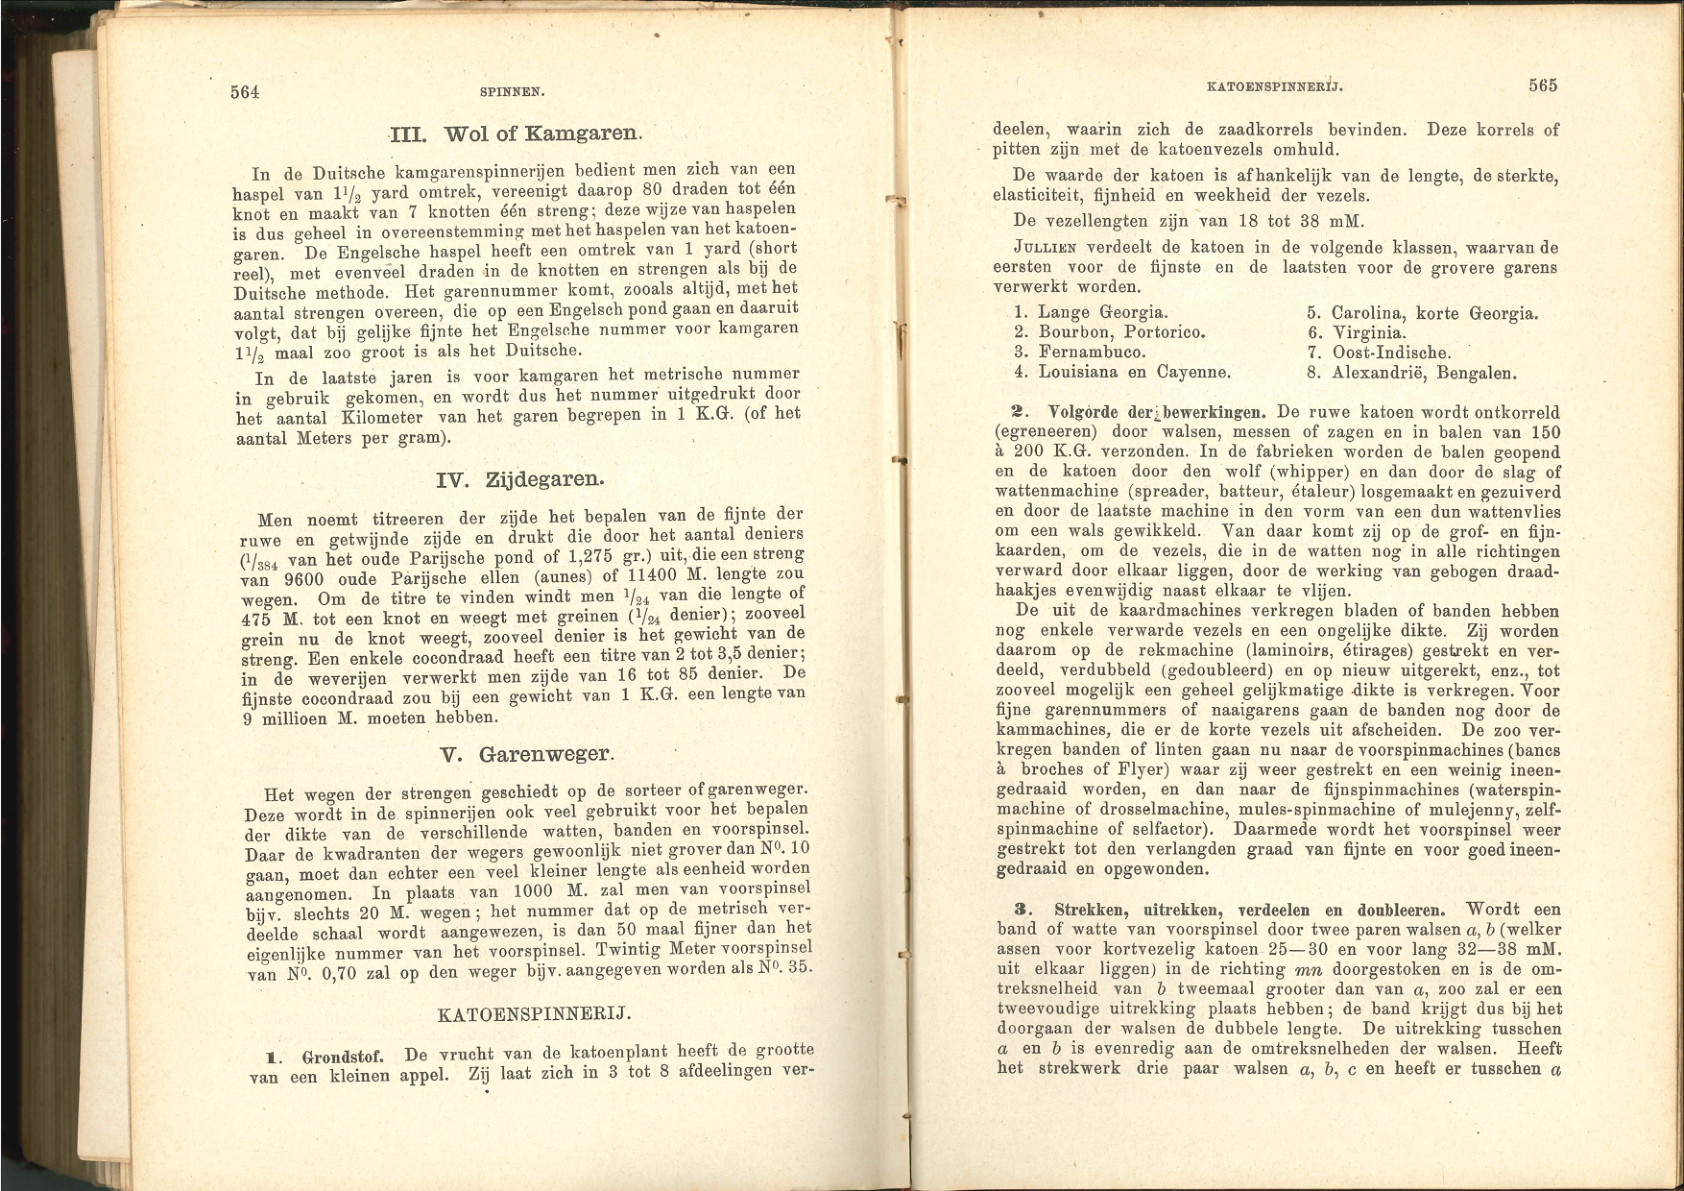 564
SPINNEN.
III. Wol of Kamgaren.
In de Duitsche kamgarenspinnerijen bedient men zich van een
haspel van 1 1/2 yard omtrek, vereenigt daarop 80 draden tot één
knot en maakt van 7 knotten één streng; deze wijze van haspelen
is dus geheel in overeenstemming met het haspelen van het katoen-
garen. De Engelsche haspel heeft een omtrek van 1 yard (short
reel), met evenveel draden in de knotten en strengen als bij de
Duitsche methode. Het garennummer komt, zooals altijd, met het
aantal strengen overeen, die op een Engelsch pond gaan en daaruit
volgt, dat bij gelijke fijnte het Engelsche nummer voor kamgaren
1 1/2 maal zoo groot is als het Duitsche.
In de laatste jaren is voor kamgaren het metrische nummer
in gebruik gekomen, en wordt dus het nummer uitgedrukt door
het aantal Kilometer van het garen begrepen in 1 K.G. (of het
aantal Meters per gram).
IV. Zijdegaren.
Men noemt titreeren der zijde het bepalen van de fijnte der
ruwe en getwijnde zijde en drukt die door het aantal deniers
(1/384 van het oude Parijsche pond of 1,275 gr.) uit, die een streng
van 9600 oude Parijsche ellen (aunes) of 11400 M. lengte zou
wegen. Om de titre te vinden windt men 1/24 van die lengte of
475 M. tot een knot en weegt met greinen (1/24 denier); zooveel
grein nu de knot weegt, zooveel denier is het gewicht van de
streng. Een enkele cocondraad heeft een titre van 2 tot 3,5 denier;
in de weverijen verwerkt men zijde van 16 tot 85 denier. De
fijnste cocondraad zou bij een gewicht van 1 K.G. een lengte van
9 millioen M. moeten hebben.
V. Garenweger.
Het wegen der strengen geschiedt op de sorteer of garenweger.
Deze wordt in de spinnerijen ook veel gebruikt voor het bepalen
der dikte van de verschillende watten, banden en voorspinsel.
Daar de kwadranten der wegers gewoonlijk niet grover dan No. 10
gaan, moet dan echter een veel kleiner lengte als eenheid worden
aangenomen. In plaats van 1000 M. zal men van voorspinsel
bijv. slechts 20 M. wegen; het nummer dat op de metrisch ver-
deelde schaal wordt aangewezen, is dan 50 maal fijner dan het
eigenlijke nummer van het voorspinsel. Twintig Meter voorspinsel
van No. 0,70 zal op den weger bijv. aangegeven worden als No. 35.
KATOENSPINNERIJ.
1. Grondstof. De vrucht van de katoenplant heeft de grootte
van een kleinen appel. Zij laat zich in 3 tot 8 afdeelingen ver-
KATOENSPINNERIJ.
565
deelen, waarin zich de zaadkorrels bevinden. Deze korrels of
pitten zijn met de katoenvezels omhuld.
De waarde der katoen is afhankelijk van de lengte, de sterkte,
elasticiteit, fijnheid en weekheid der vezels.
De vezellengten zijn van 18 tot 38 mM.
JULLIEN verdeelt de katoen in de volgende klassen, waarvan de
eersten voor de fijnste en de laatsten voor de grovere garens
verwerkt worden.
1. Lange Georgia.
2. Bourbon, Portorico.
3. Fernambuco.
4. Louisiana en Cayenne.
5. Carolina, korte Georgia.
6. Virginia.
7. Oost-Indische.
8. Alexandrië, Bengalen.
2. Volgorde der bewerkingen. De ruwe katoen wordt ontkorreld
(egreneeren) door walsen, messen of zagen en in balen van 150
à 200 K.G. verzonden. In de fabrieken worden de balen geopend
en de katoen door den wolf (whipper) en dan door de slag of
wattenmachine (spreader, batteur, étaleur) losgemaakt en gezuiverd
en door de laatste machine in den vorm van een dun wattenvlies
om een wals gewikkeld. Van daar komt zij op de grof- en fijn-
kaarden, om de vezels, die in de watten nog in alle richtingen
verward door elkaar liggen, door de werking van gebogen draad-
haakjes evenwijdig naast elkaar te vlijen.
De uit de kaardmachines verkregen bladen of banden hebben
nog enkele verwarde vezels en een ongelijke dikte. Zij worden
daarom op de rekmachine (laminoirs, étirages) gestrekt en ver-
deeld, verdubbeld (gedoubleerd) en op nieuw uitgerekt, enz., tot
zooveel mogelijk een geheel gelijkmatige dikte is verkregen. Voor
fijne garennummers of naaigarens gaan de banden nog door de
kammachines, die er de korte vezels uit afscheiden. De zoo ver-
kregen banden of linten gaan nu naar de voorspinmachines (bancs
à broches of Flyer) waar zij weer gestrekt en een weinig ineen-
gedraaid worden, en dan naar de fijnspinmachines (waterspin-
machine of drosselmachine, mules-spinmachine of mulejenny, zelf-
spinmachine of selfactor). Daarmede wordt het voorspinsel weer
gestrekt tot den verlangden graad van fijnte en voor goed ineen-
gedraaid en opgewonden.
3. Strekken, uitrekken, verdeelen en doubleeren. Wordt een
band of watte van voorspinsel door twee paren walsen a, b (welker
assen voor kortvezelig katoen 25—30 en voor lang 32—38 mM.
uit elkaar liggen) in de richting mn doorgestoken en is de om-
treksnelheid van b tweemaal grooter dan van a, zoo zal er een
tweevoudige uitrekking plaats hebben; de band krijgt dus bij het
doorgaan der walsen de dubbele lengte. De uitrekking tusschen
a en b is evenredig aan de omtreksnelheden der walsen. Heeft
het strekwerk drie paar walsen a, b, c en heeft er tusschen a